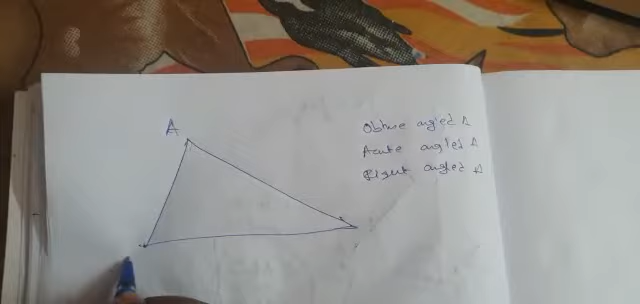 A
Obtuse angled Δ
Acute angled Δ
Right angled Δ